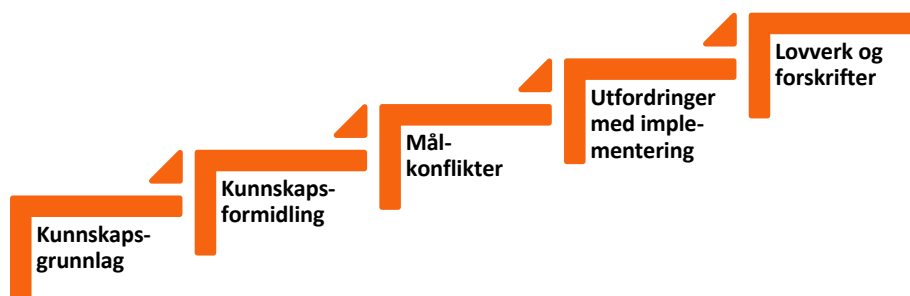 Kunnskaps-
grunnlag
Kunnskaps-
formidling
Mål-
konflikter
Utfordringer
med imple-
mentering
Lovverk og
forskrifter